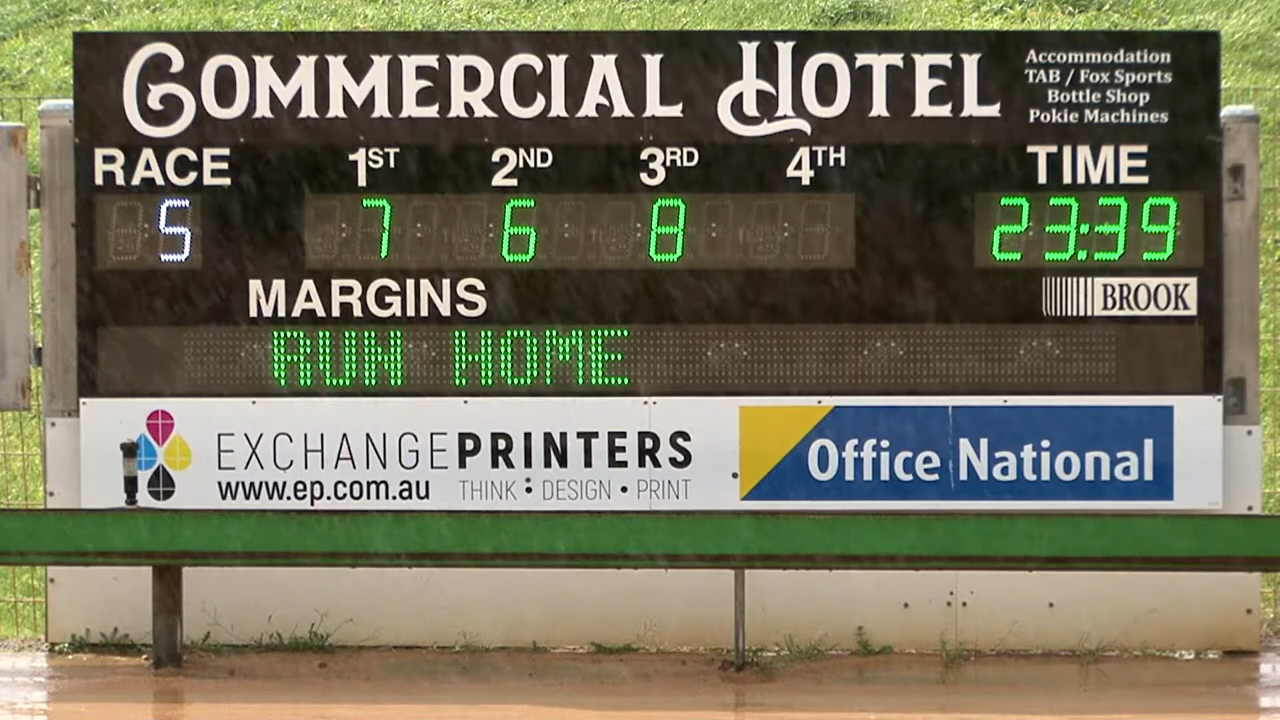 COMMERCIAL HOTEL
Accommodation
TAB / Fox Sports
Bottle Shop
Pokie Machines
RACE 1ST 2ND 3RD 4TH TIME
5 7 6 8 23:39
MARGINS
BROOK
RUN HOME
EXCHANGEPRINTERS
www.ep.com.au THINK • DESIGN • PRINT
Office National